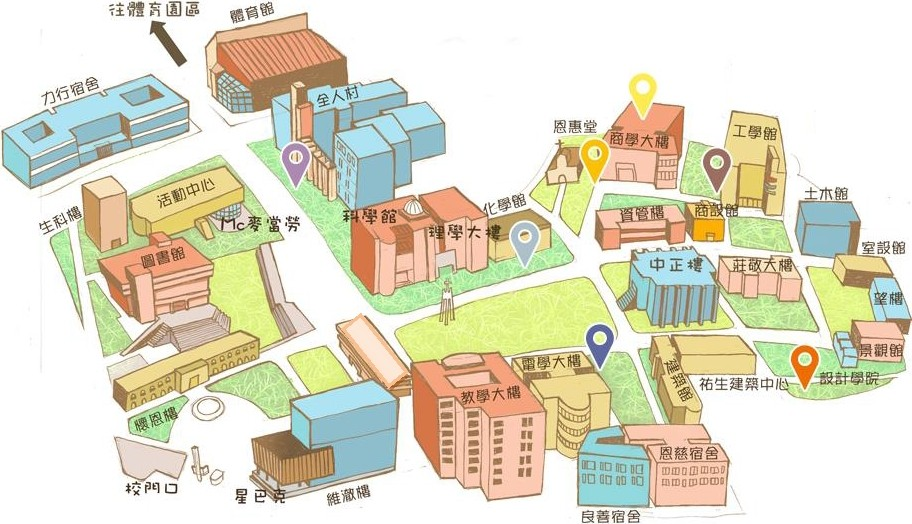 往體育園區
體育館
力行宿舍
全人村
恩惠堂
商學大樓
工學館
生科樓
活動中心
Mc麥當勞
科學館
理學大樓
化學館
資管樓
商設館
土木館
圖書館
中正樓
莊敬大樓
室設館
望樓
景觀館
電學大樓
建築館
祐生建築中心
設計學院
教學大樓
懷恩樓
恩慈宿舍
校門口
星巴克
維澈樓
良善宿舍